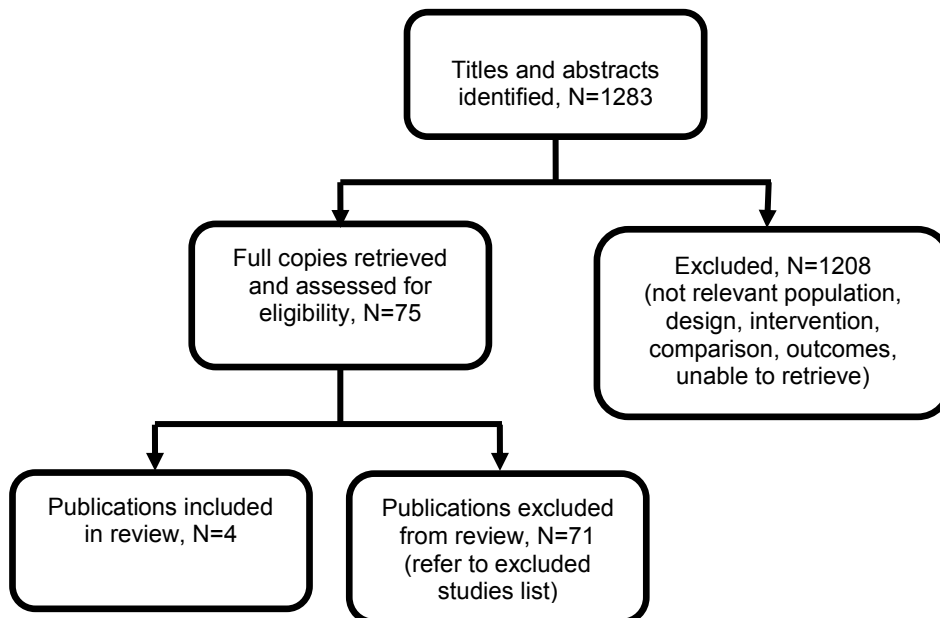 Titles and abstracts
identified, N=1283
Full copies retrieved
and assessed for
eligibility, N=75
Excluded, N=1208
(not relevant population,
design, intervention,
comparison, outcomes,
unable to retrieve)
Publications included
in review, N=4
Publications excluded
from review, N=71
(refer to excluded
studies list)